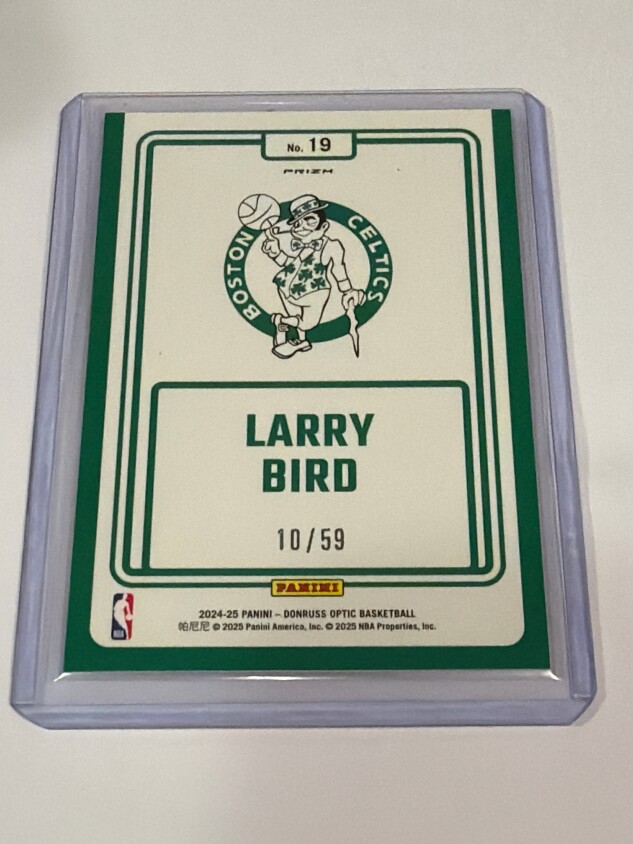 No. 19
PRIZM
BOSTON CELTICS
LARRY
BIRD
10/59
PANINI
NBA
2024-25 PANINI – DONRUSS OPTIC BASKETBALL
帕尼尼 © 2025 Panini America, Inc. © 2025 NBA Properties, Inc.